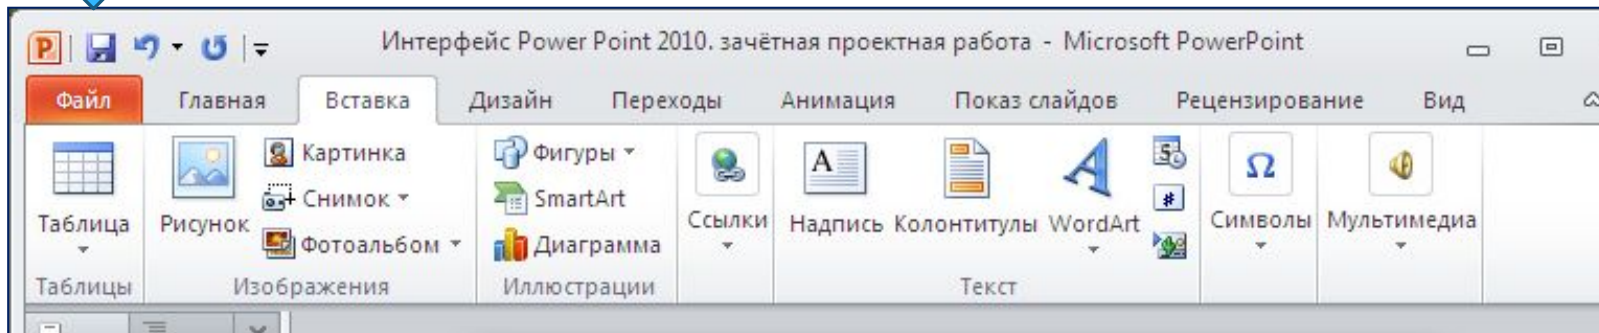 Интерфейс Power Point 2010. зачётная проектная работа - Microsoft PowerPoint
Файл Главная Вставка Дизайн Переходы Анимация Показ слайдов Рецензирование Вид
Таблица
Таблицы
Рисунок
Картинка
Снимок
Фотоальбом
Изображения
Фигуры
SmartArt
Диаграмма
Иллюстрации
Ссылки
Надпись Колонтитулы WordArt
Текст
Символы
Мультимедиа